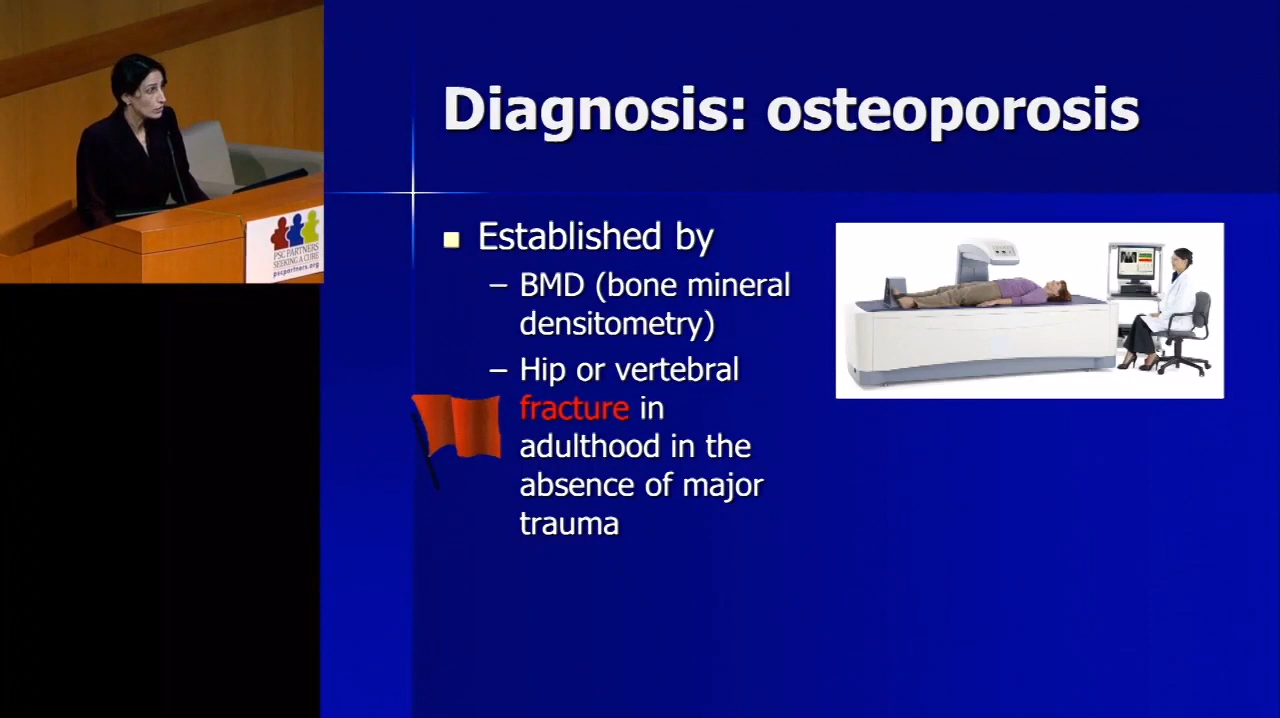 Diagnosis: osteoporosis
Established by
– BMD (bone mineral
densitometry)
– Hip or vertebral
fracture in
adulthood in the
absence of major
trauma
PSC PARTNERS
SEEKING A CURE
pscpartners.org